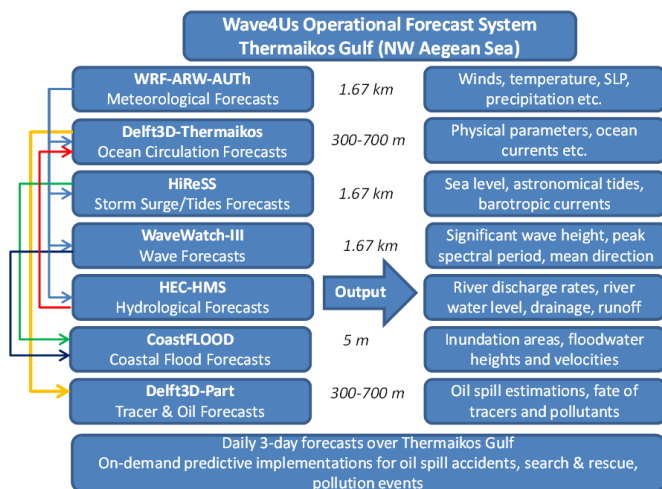 Wave4Us Operational Forecast System
Thermaikos Gulf (NW Aegean Sea)
WRF-ARW-AUTh
Meteorological Forecasts
1.67 km
Winds, temperature, SLP,
precipitation etc.
Delft3D-Thermaikos
Ocean Circulation Forecasts
300-700 m
Physical parameters, ocean
currents etc.
HiReSS
Storm Surge/Tides Forecasts
1.67 km
Sea level, astronomical tides,
barotropic currents
WaveWatch-III
Wave Forecasts
1.67 km
Significant wave height, peak
spectral period, mean direction
HEC-HMS
Hydrological Forecasts
Output
River discharge rates, river
water level, drainage, runoff
CoastFLOOD
Coastal Flood Forecasts
5 m
Inundation areas, floodwater
heights and velocities
Delft3D-Part
Tracer & Oil Forecasts
300-700 m
Oil spill estimations, fate of
tracers and pollutants
Daily 3-day forecasts over Thermaikos Gulf
On-demand predictive implementations for oil spill accidents, search & rescue,
pollution events